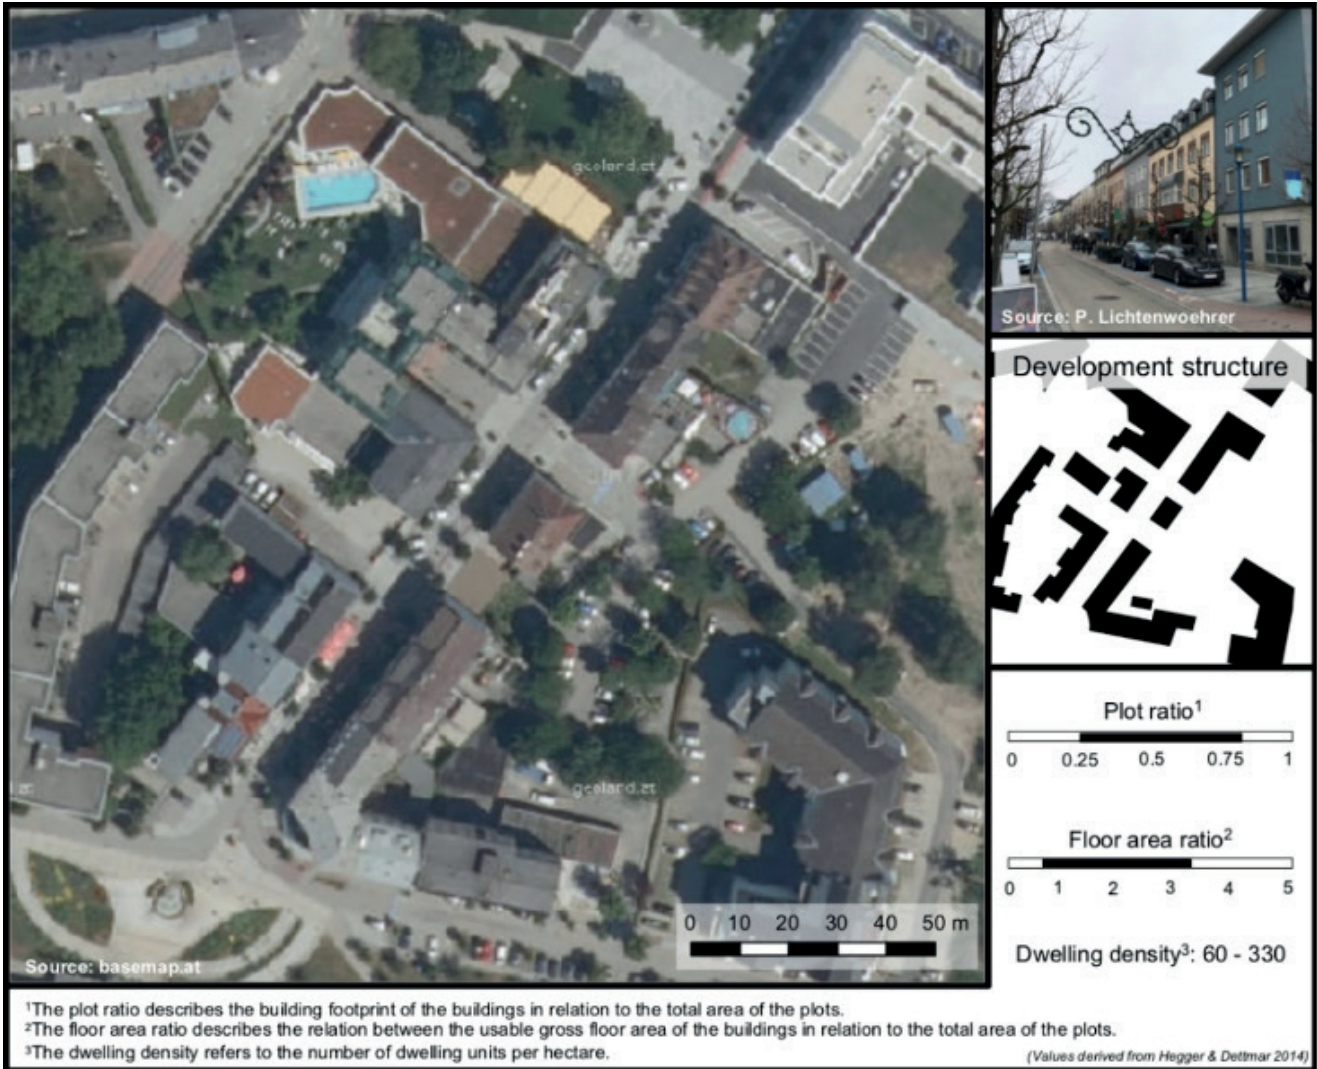 geoland.at
geoland.at
Source: basemap.at
0 10 20 30 40 50 m
Source: P. Lichtenwoehrer
Development structure
Plot ratio¹
0 0.25 0.5 0.75 1
Floor area ratio²
0 1 2 3 4 5
Dwelling density³: 60 - 330
¹The plot ratio describes the building footprint of the buildings in relation to the total area of the plots.
²The floor area ratio describes the relation between the usable gross floor area of the buildings in relation to the total area of the plots.
³The dwelling density refers to the number of dwelling units per hectare.
(Values derived from Hegger & Dettmar 2014)